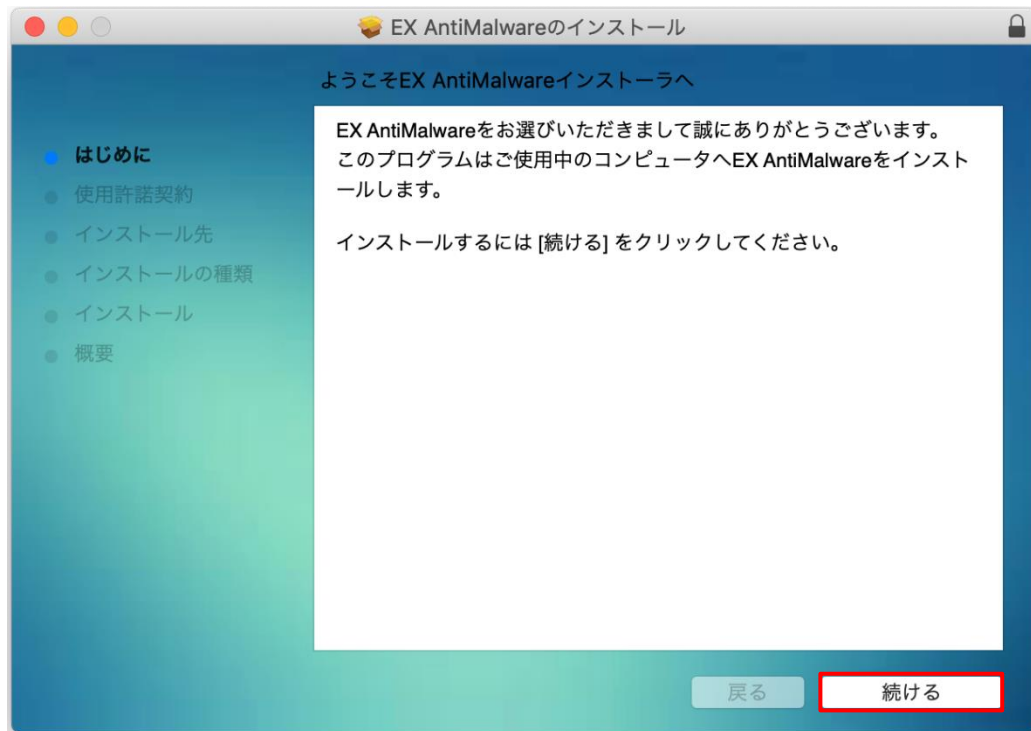 EX AntiMalwareのインストール
ようこそEX AntiMalwareインストーラへ
はじめに
使用許諾契約
インストール先
インストールの種類
インストール
概要
EX AntiMalwareをお選びいただきまして誠にありがとうございます。
このプログラムはご使用中のコンピュータへEX AntiMalwareをインスト
ールします。
インストールするには [続ける] をクリックしてください。
戻る
続ける